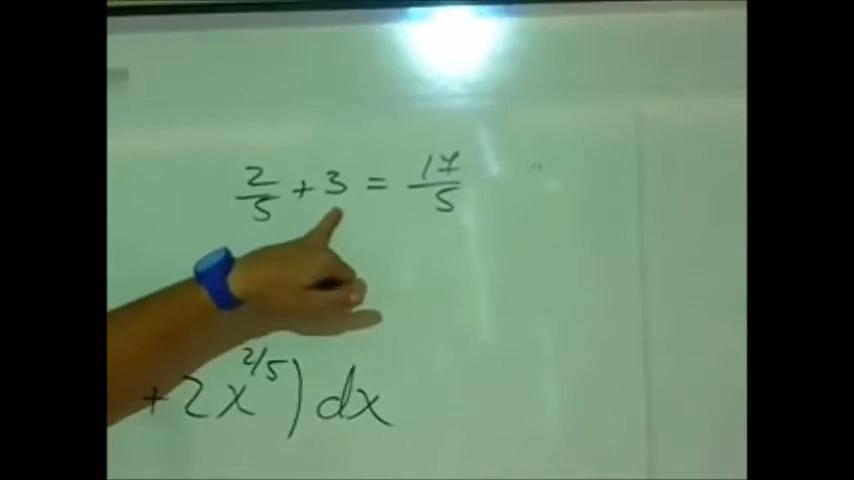 2/5 + 3 = 17/5
+ 2x^{2/5}) dx